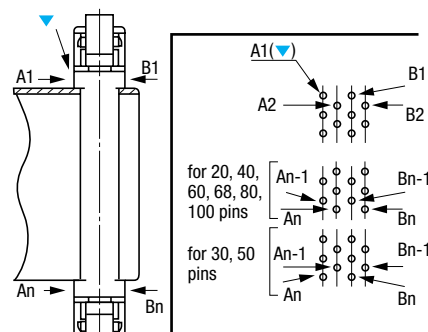 A1
B1
An
Bn
A1(▼)
B1
A2
B2
for 20, 40,
60, 68, 80,
100 pins
An-1
Bn-1
An
Bn
for 30, 50
pins
An-1
Bn-1
An
Bn